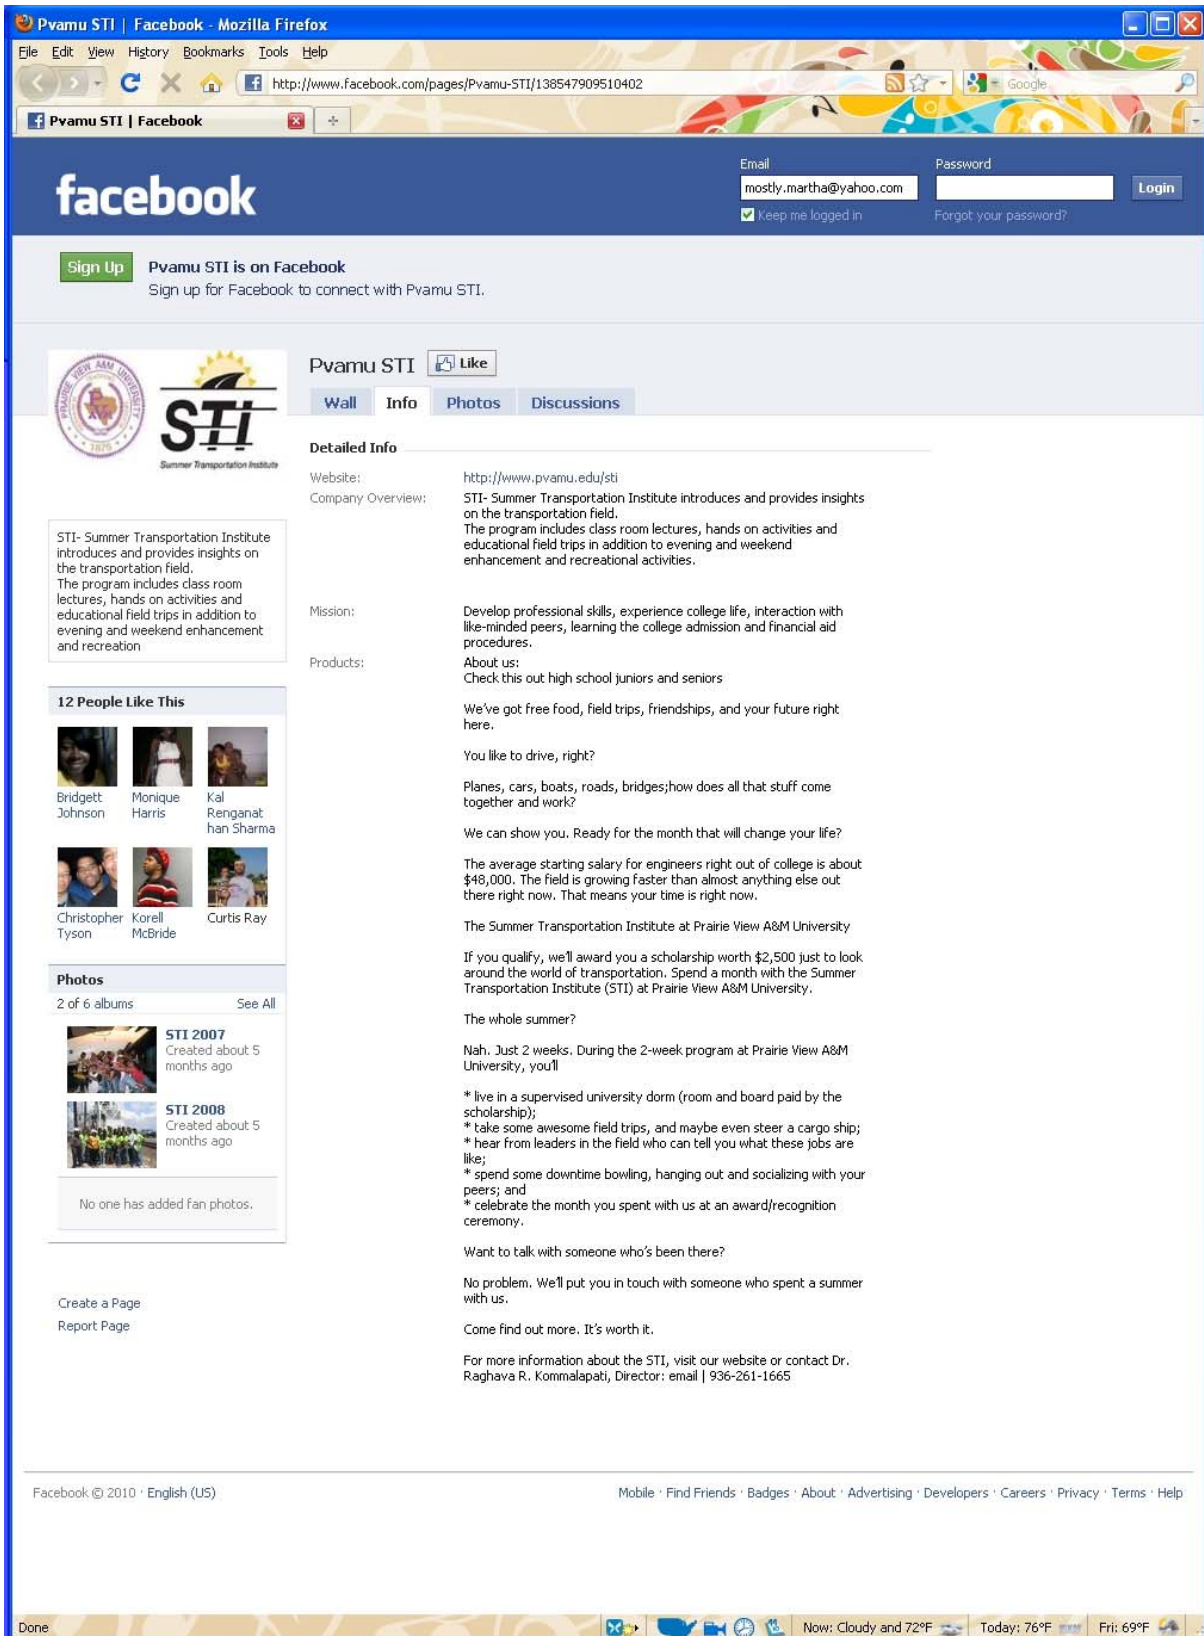 Pvamu STI | Facebook - Mozilla Firefox
File Edit View History Bookmarks Tools Help
http://www.facebook.com/pages/Pvamu-STI/138547909510402
Google
Pvamu STI | Facebook
facebook
Email
Password
mostly.martha@yahoo.com
Login
Keep me logged in
Forgot your password?
Sign Up
Pvamu STI is on Facebook
Sign up for Facebook to connect with Pvamu STI.
PRAIRIE VIEW A&M UNIVERSITY
1876
STI
Summer Transportation Institute
Pvamu STI
Like
Wall Info Photos Discussions
STI- Summer Transportation Institute
introduces and provides insights on
the transportation field.
The program includes class room
lectures, hands on activities and
educational field trips in addition to
evening and weekend enhancement
and recreation
12 People Like This
Bridgett
Johnson
Monique
Harris
Kal
Renganat
han Sharma
Christopher
Tyson
Korell
McBride
Curtis Ray
Photos
2 of 6 albums See All
STI 2007
Created about 5
months ago
STI 2008
Created about 5
months ago
No one has added fan photos.
Create a Page
Report Page
Detailed Info
Website: http://www.pvamu.edu/sti
Company Overview: STI- Summer Transportation Institute introduces and provides insights
on the transportation field.
The program includes class room lectures, hands on activities and
educational field trips in addition to evening and weekend
enhancement and recreational activities.
Mission: Develop professional skills, experience college life, interaction with
like-minded peers, learning the college admission and financial aid
procedures.
Products: About us:
Check this out high school juniors and seniors
We've got free food, field trips, friendships, and your future right
here.
You like to drive, right?
Planes, cars, boats, roads, bridges;how does all that stuff come
together and work?
We can show you. Ready for the month that will change your life?
The average starting salary for engineers right out of college is about
$48,000. The field is growing faster than almost anything else out
there right now. That means your time is right now.
The Summer Transportation Institute at Prairie View A&M University
If you qualify, we'll award you a scholarship worth $2,500 just to look
around the world of transportation. Spend a month with the Summer
Transportation Institute (STI) at Prairie View A&M University.
The whole summer?
Nah. Just 2 weeks. During the 2-week program at Prairie View A&M
University, you'll
* live in a supervised university dorm (room and board paid by the
scholarship);
* take some awesome field trips, and maybe even steer a cargo ship;
* hear from leaders in the field who can tell you what these jobs are
like;
* spend some downtime bowling, hanging out and socializing with your
peers; and
* celebrate the month you spent with us at an award/recognition
ceremony.
Want to talk with someone who's been there?
No problem. We'll put you in touch with someone who spent a summer
with us.
Come find out more. It's worth it.
For more information about the STI, visit our website or contact Dr.
Raghava R. Kommalapati, Director: email | 936-261-1665
Facebook © 2010 · English (US)
Mobile · Find Friends · Badges · About · Advertising · Developers · Careers · Privacy · Terms · Help
Done
Now: Cloudy and 72°F Today: 76°F Fri: 69°F